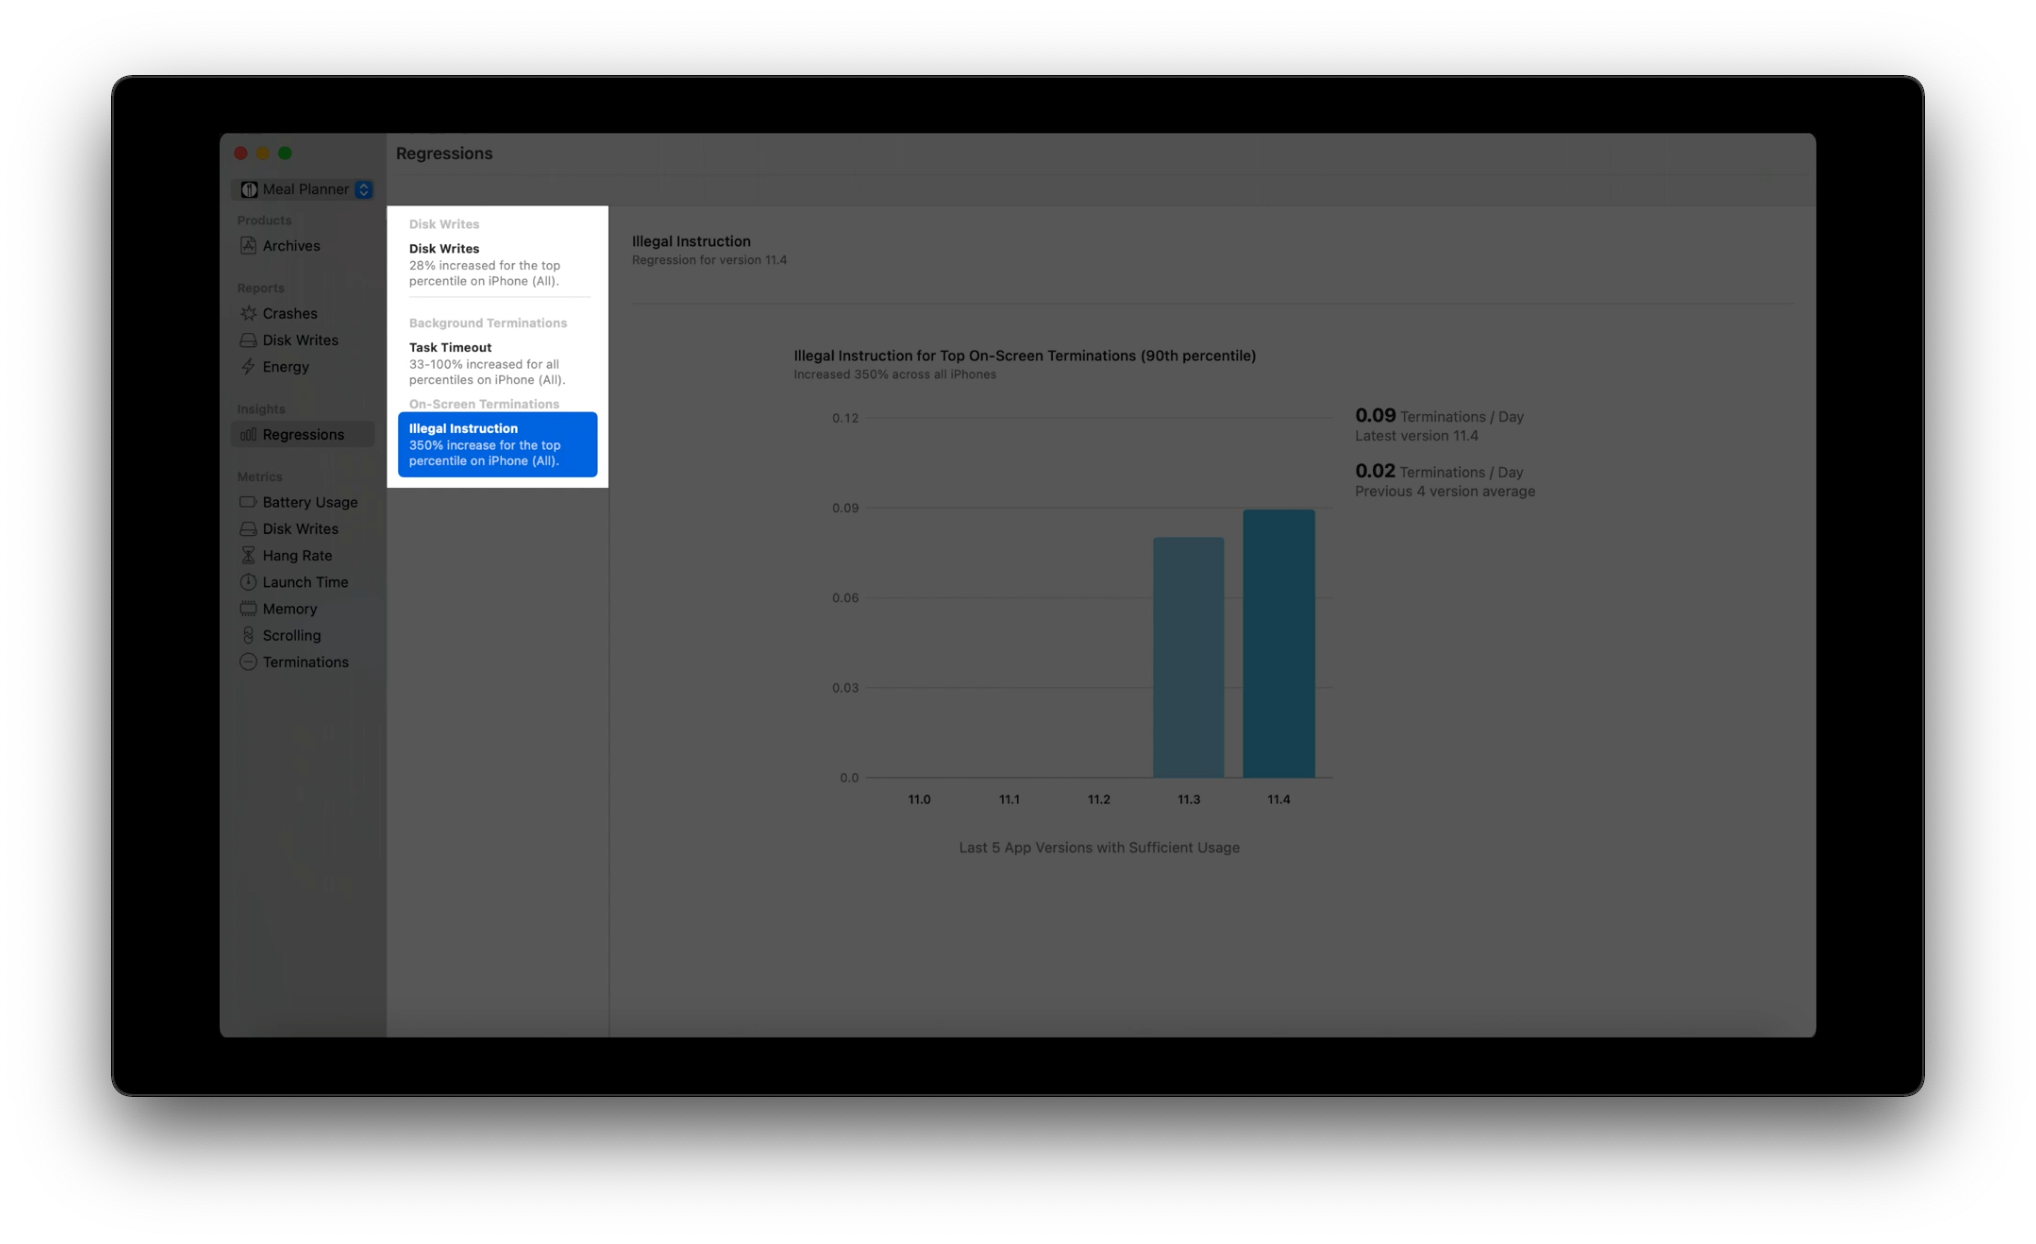 Regressions
Meal Planner
Products
Archives
Reports
Crashes
Disk Writes
Energy
Insights
Regressions
Metrics
Battery Usage
Disk Writes
Hang Rate
Launch Time
Memory
Scrolling
Terminations
Disk Writes
Disk Writes
28% increased for the top
percentile on iPhone (All).
Background Terminations
Task Timeout
33-100% increased for all
percentiles on iPhone (All).
On-Screen Terminations
Illegal Instruction
350% increase for the top
percentile on iPhone (All).
Illegal Instruction
Regression for version 11.4
Illegal Instruction for Top On-Screen Terminations (90th percentile)
Increased 350% across all iPhones
0.12
0.09
0.06
0.03
0.0
11.0 11.1 11.2 11.3 11.4
Last 5 App Versions with Sufficient Usage
0.09 Terminations / Day
Latest version 11.4
0.02 Terminations / Day
Previous 4 version average